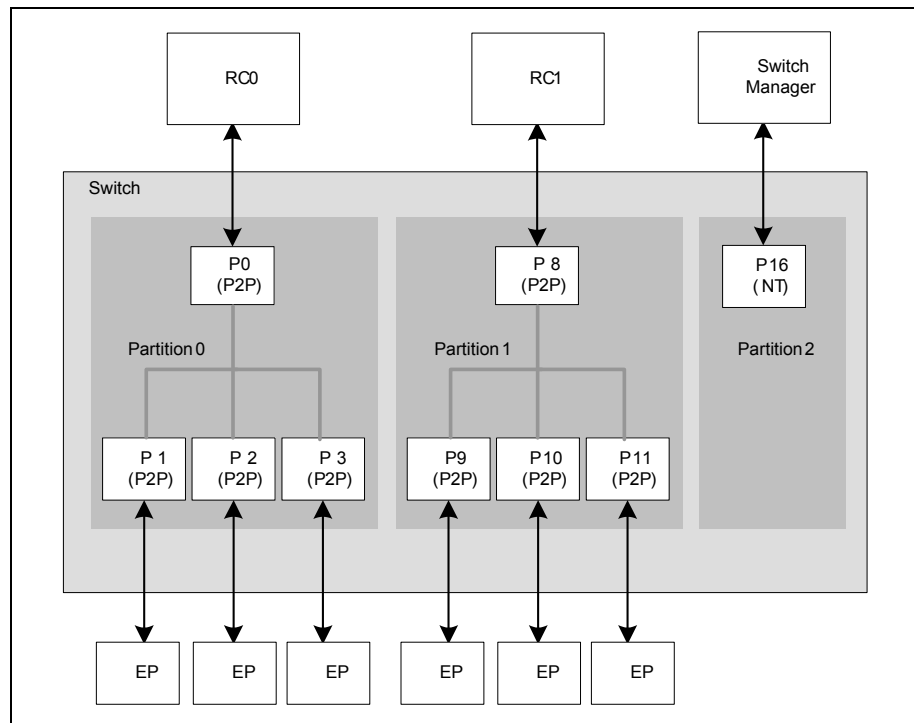 RC0
RC1
Switch
Manager
Switch
P0
(P2P)
P 8
(P2P)
P16
( NT)
Partition 0
Partition 1
Partition 2
P 1
(P2P)
P 2
(P2P)
P 3
(P2P)
P9
(P2P)
P10
(P2P)
P11
(P2P)
EP
EP
EP
EP
EP
EP